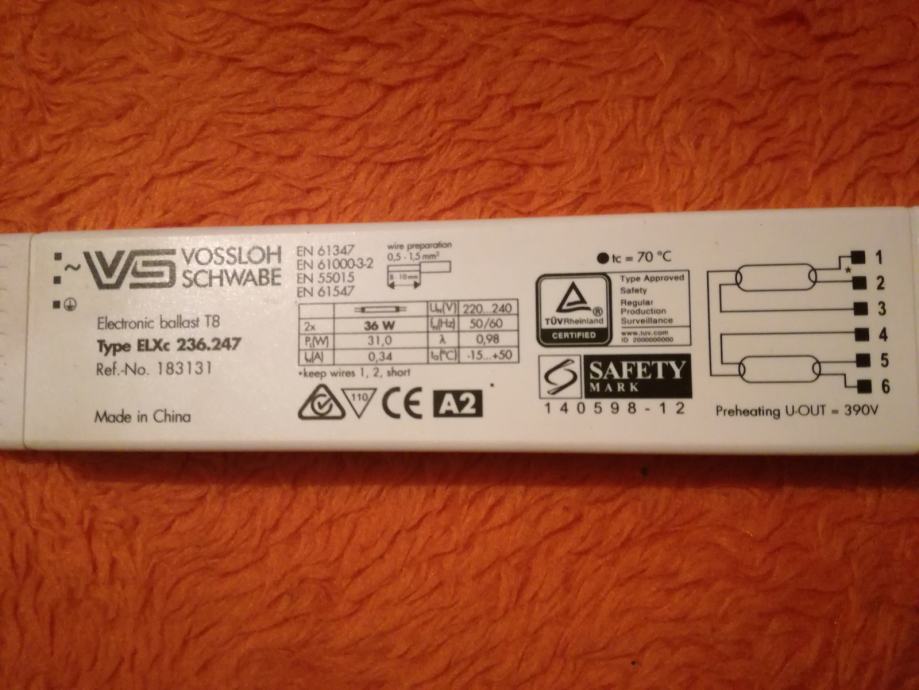 VS VOSSLOH
SCHWABE
Electronic ballast T8
Type ELXc 236.247
Ref.-No. 183131
Made in China
EN 61347
EN 61000-3-2
EN 55015
EN 61547
wire preparation
0,5 - 1,5 mm²
8 10 mm
220...240
2x 36 W 50/60
31,0 λ 0,98
0,34 -15...+50
•keep wires 1, 2, short
110 CE A2
tc = 70 °C
TÜVRheinland ®
CERTIFIED
Type Approved
Safety
Regular
Production
Surveillance
www.tuv.com
ID 2000000000
SAFETY
MARK
140598-12
1
* 2
3
4
5
6
Preheating U-OUT = 390V